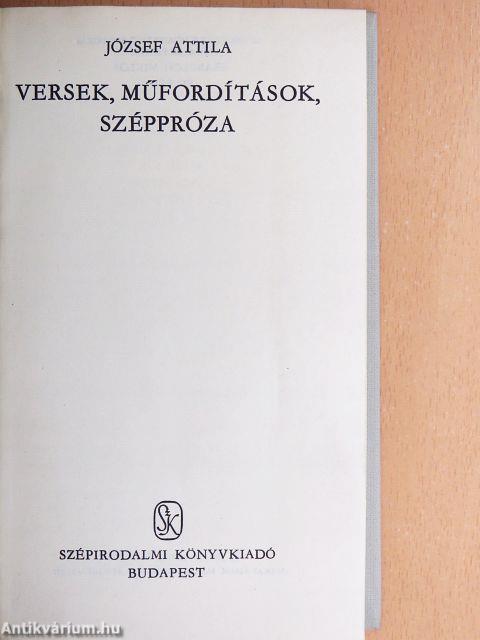 JÓZSEF ATTILA
VERSEK, MŰFORDÍTÁSOK,
SZÉPPRÓZA
SZK
SZÉPIRODALMI KÖNYVKIADÓ
BUDAPEST
Antikvárium.hu